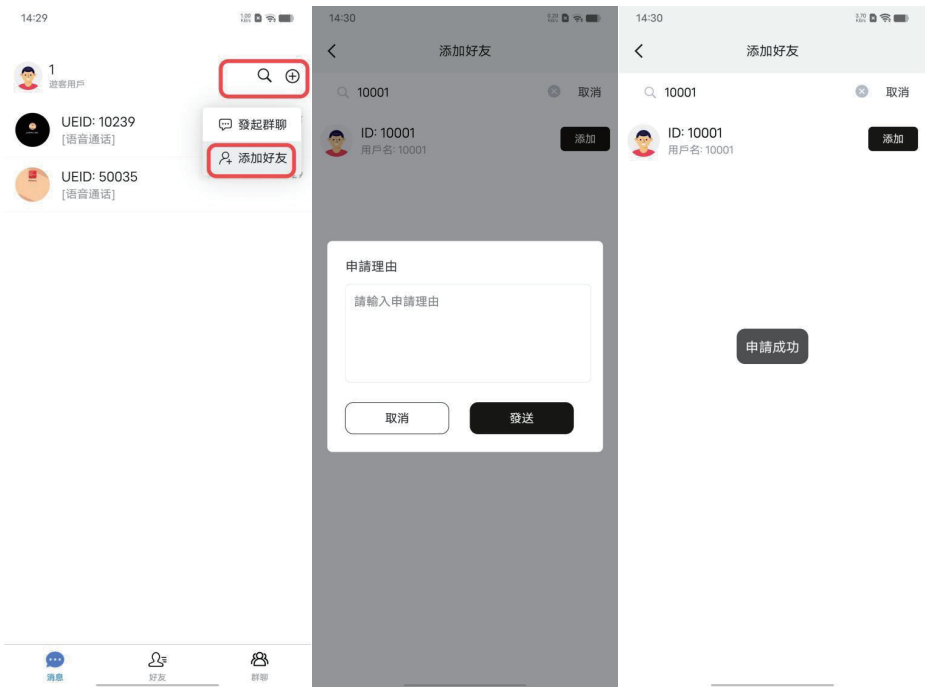 14:29
1
遊客用戶
UEID: 10239
[语音通话]
發起群聊
添加好友
UEID: 50035
[语音通话]
消息
好友
群聊
14:30
添加好友
10001
取消
ID: 10001
用戶名: 10001
添加
申請理由
請輸入申請理由
取消
發送
14:30
添加好友
10001
取消
ID: 10001
用戶名: 10001
添加
申請成功